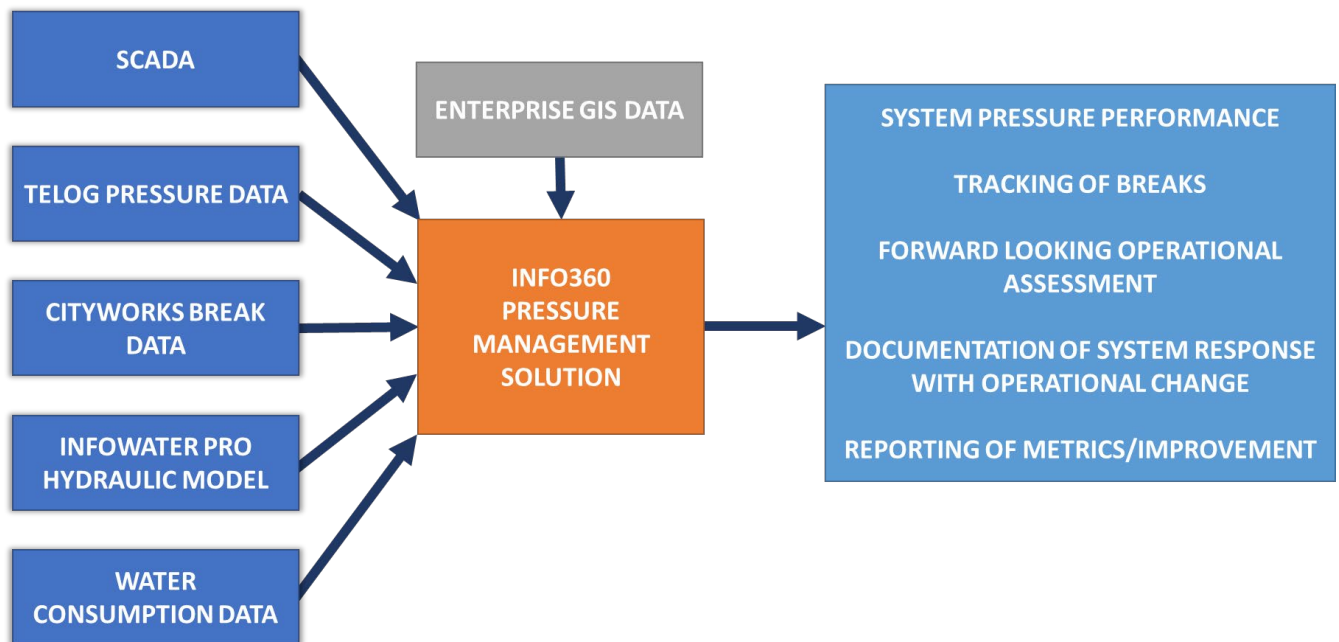 SCADA
TELOG PRESSURE DATA
CITYWORKS BREAK
DATA
INFOWATER PRO
HYDRAULIC MODEL
WATER
CONSUMPTION DATA
ENTERPRISE GIS DATA
INFO360
PRESSURE
MANAGEMENT
SOLUTION
SYSTEM PRESSURE PERFORMANCE
TRACKING OF BREAKS
FORWARD LOOKING OPERATIONAL
ASSESSMENT
DOCUMENTATION OF SYSTEM RESPONSE
WITH OPERATIONAL CHANGE
REPORTING OF METRICS/IMPROVEMENT